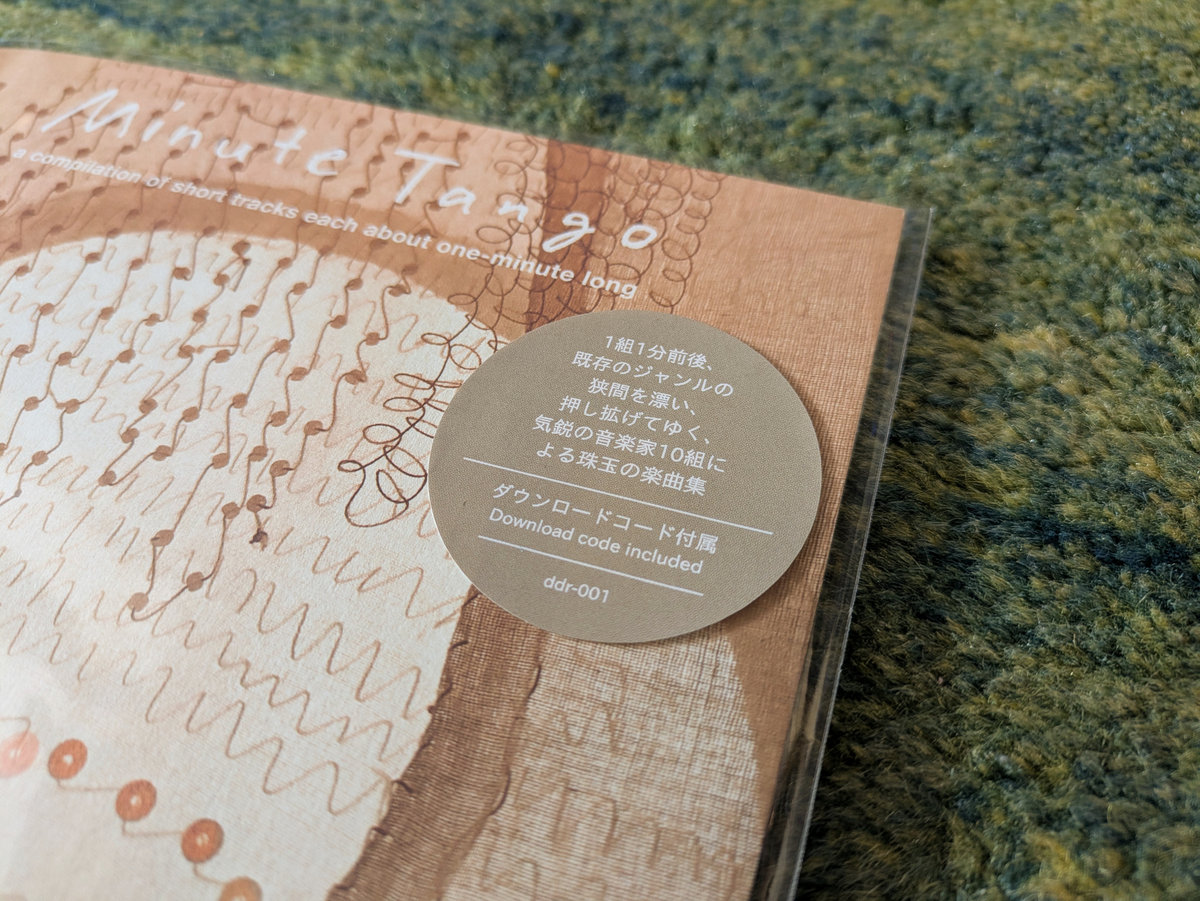 Minute Tango
a compilation of short tracks each about one-minute long
1組1分前後、
既存のジャンルの
狭間を漂い、
押し拡げてゆく、
気鋭の音楽家10組に
よる珠玉の楽曲集
ダウンロードコード付属
Download code included
ddr-001